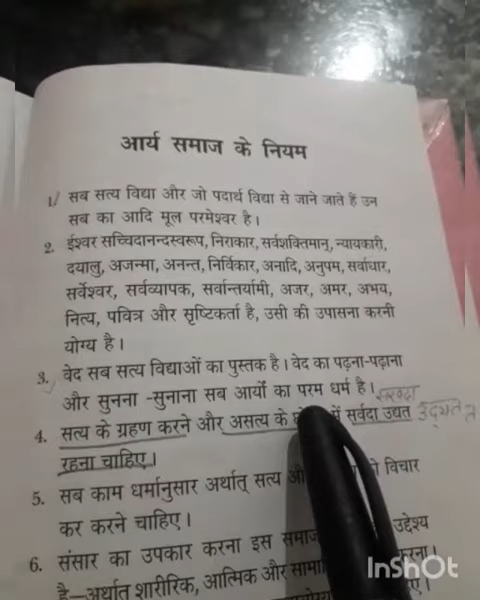 आर्य समाज के नियम
1. सब सत्य विद्या और जो पदार्थ विद्या से जाने जाते हैं उन
सब का आदि मूल परमेश्वर है।
2. ईश्वर सच्चिदानन्दस्वरूप, निराकार, सर्वशक्तिमान्, न्यायकारी,
दयालु, अजन्मा, अनन्त, निर्विकार, अनादि, अनुपम, सर्वाधार,
सर्वेश्वर, सर्वव्यापक, सर्वान्तर्यामी, अजर, अमर, अभय,
नित्य, पवित्र और सृष्टिकर्ता है, उसी की उपासना करनी
योग्य है।
3. वेद सब सत्य विद्याओं का पुस्तक है। वेद का पढ़ना-पढ़ाना
और सुनना -सुनाना सब आर्यों का परम धर्म है।
4. सत्य के ग्रहण करने और असत्य के में सर्वदा उद्यत
रहना चाहिए।
5. सब काम धर्मानुसार अर्थात् सत्य विचार
कर करने चाहिए।
6. संसार का उपकार करना इस समाज उद्देश्य
है—अर्थात् शारीरिक, आत्मिक और करना।
InShOt